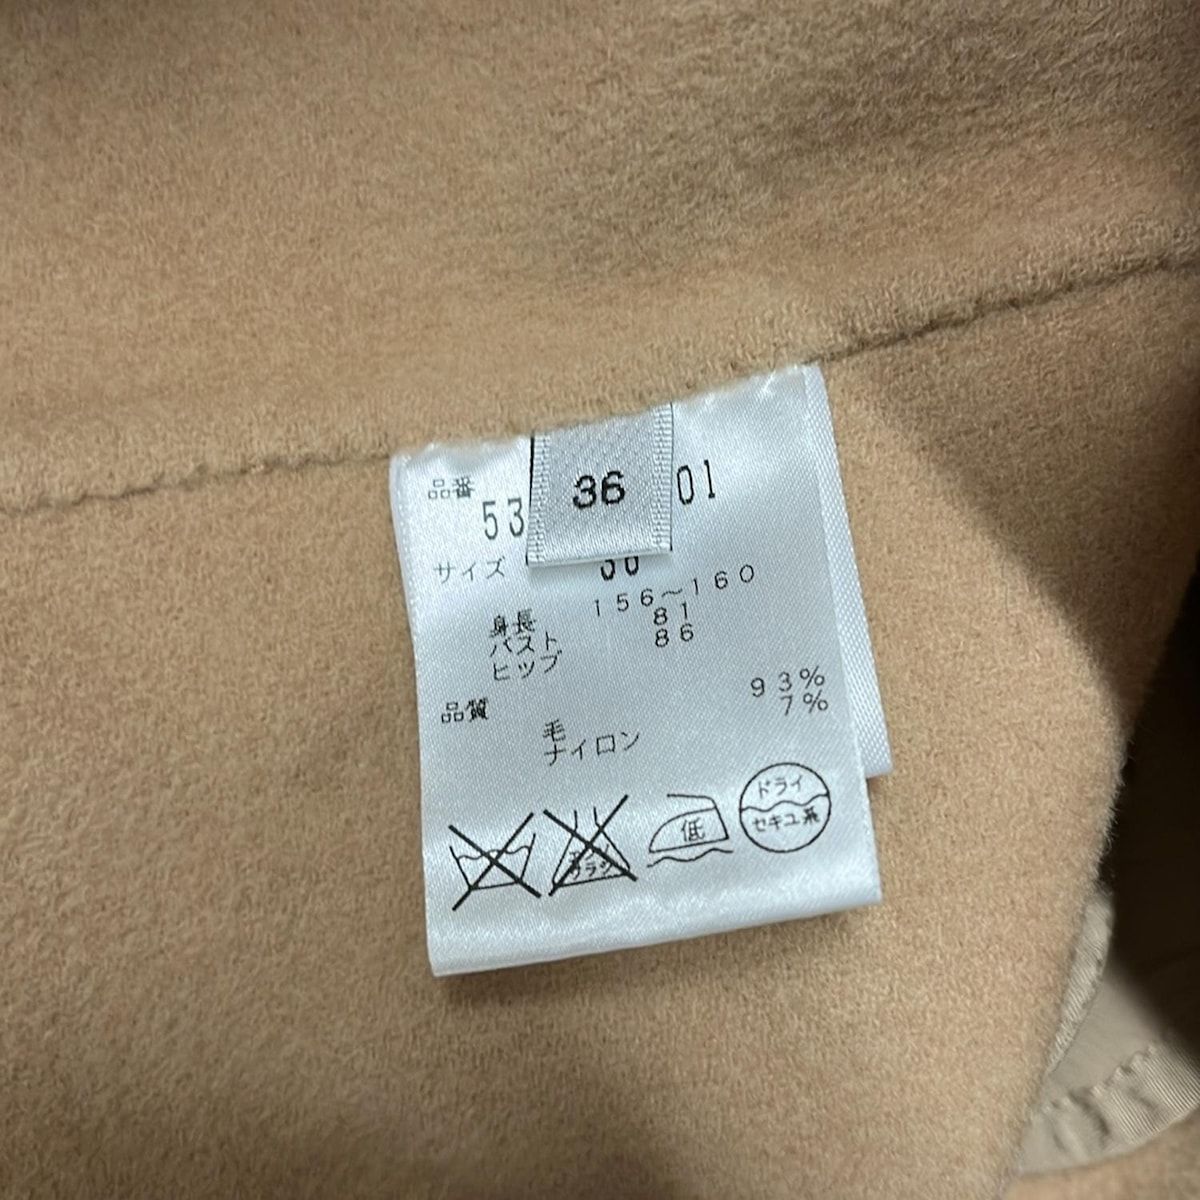 品番
53 36 01
サイズ
身長 156～160
バスト 81
ヒップ 86
品質
毛 93%
ナイロン 7%
低
ドライ
セキユ系